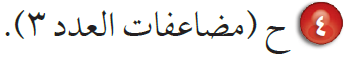 ٤ ح (مضاعفات العدد ٣).